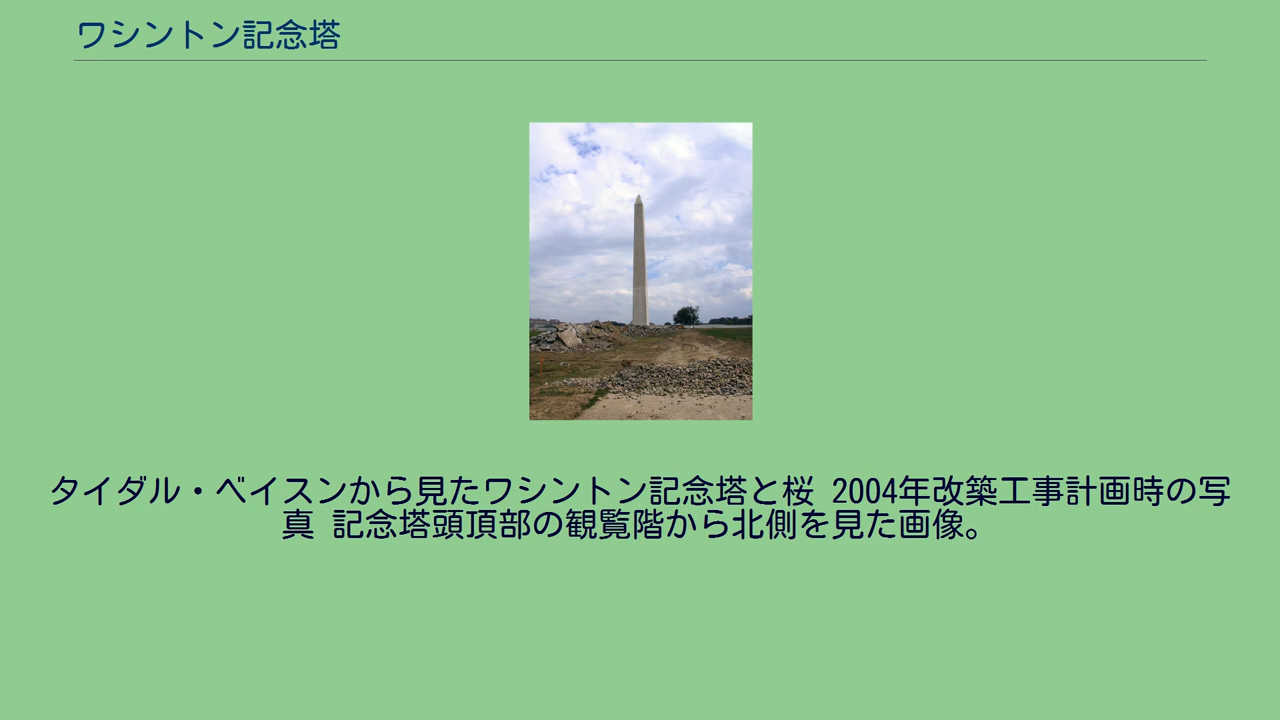 ワシントン記念塔
タイダル・ベイスンから見たワシントン記念塔と桜 2004年改築工事計画時の写
真 記念塔頭頂部の観覧階から北側を見た画像。